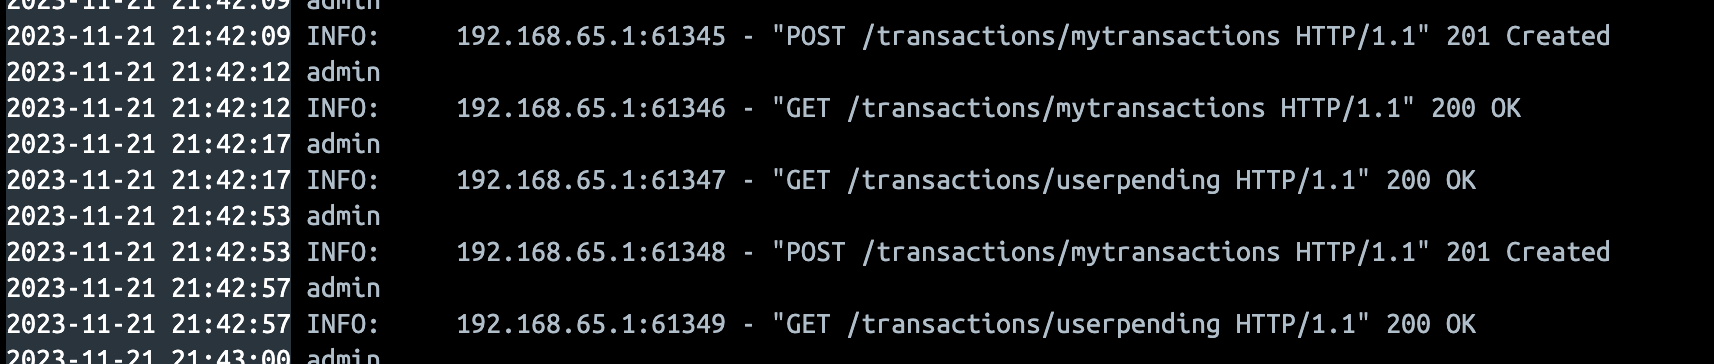 2023-11-21 21:42:09 admin
2023-11-21 21:42:09 INFO:     192.168.65.1:61345 - "POST /transactions/mytransactions HTTP/1.1" 201 Created
2023-11-21 21:42:12 admin
2023-11-21 21:42:12 INFO:     192.168.65.1:61346 - "GET /transactions/mytransactions HTTP/1.1" 200 OK
2023-11-21 21:42:17 admin
2023-11-21 21:42:17 INFO:     192.168.65.1:61347 - "GET /transactions/userpending HTTP/1.1" 200 OK
2023-11-21 21:42:53 admin
2023-11-21 21:42:53 INFO:     192.168.65.1:61348 - "POST /transactions/mytransactions HTTP/1.1" 201 Created
2023-11-21 21:42:57 admin
2023-11-21 21:42:57 INFO:     192.168.65.1:61349 - "GET /transactions/userpending HTTP/1.1" 200 OK
2023-11-21 21:43:00 admin